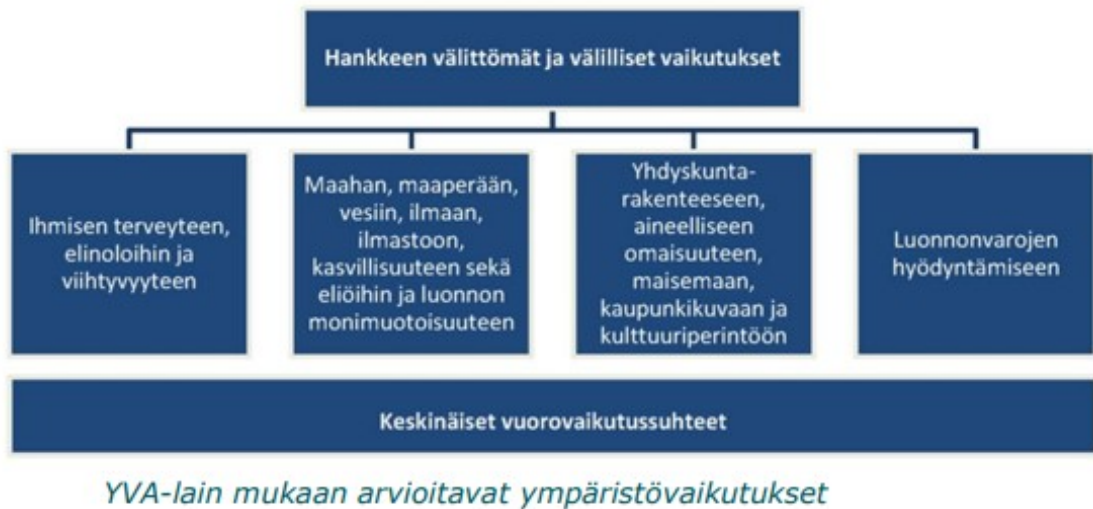 Hankkeen välittömät ja välilliset vaikutukset
Ihmisen terveyteen,
elinoloihin ja
viihtyvyyteen
Maahan, maaperään,
vesiin, ilmaan,
ilmastoon,
kasvillisuuteen sekä
eliöihin ja luonnon
monimuotoisuuteen
Yhdyskunta-
rakenteeseen,
aineelliseen
omaisuuteen,
maisemaan,
kaupunkikuvaan ja
kulttuuriperintöön
Luonnonvarojen
hyödyntämiseen
Keskinäiset vuorovaikutussuhteet
YVA-lain mukaan arvioitavat ympäristövaikutukset